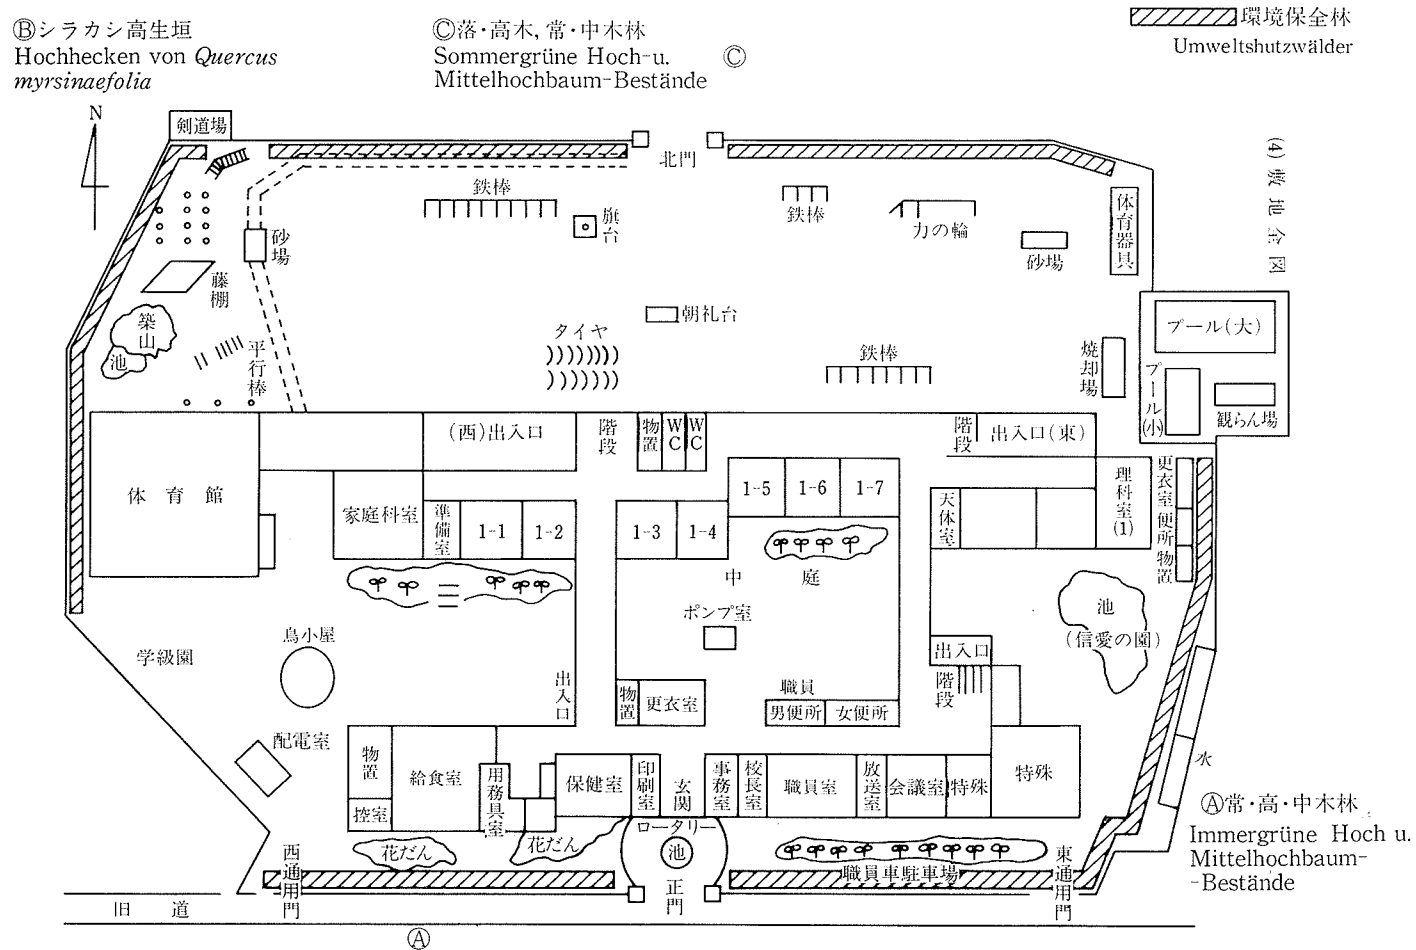 Ⓑシラカシ高生垣
Hochhecken von Quercus
myrsinaefolia
Ⓒ落・高木, 常・中木林
Sommergrüne Hoch-u.
Mittelhochbaum-Bestände
Ⓒ
環境保全林
Umweltshutzwälder
(4)敷地全図
N
剣道場
北門
鉄棒
旗台
鉄棒
力の輪
体育器具
砂場
砂場
藤棚
築山
池
平行棒
朝礼台
タイヤ
鉄棒
焼却場
プール(大)
プール(小)
観らん場
体育館
(西)出入口
階段
物置
WC
WC
階段
出入口(東)
家庭科室
準備室
1-1
1-2
1-3
1-4
1-5
1-6
1-7
天体室
理科室(1)
更衣室
便所
物置
中庭
ポンプ室
池
(信愛の園)
鳥小屋
学級園
出入口
出入口
階段
物置
更衣室
職員
男便所
女便所
配電室
物置
控室
給食室
用務員室
保健室
印刷室
玄関
事務室
校長室
職員室
放送室
会議室
特殊
特殊
水
Ⓐ常・高・中木林
Immergrüne Hoch u.
Mittelhochbaum-
-Bestände
花だん
花だん
ロータリー
池
職員車駐車場
西通用門
正門
東通用門
旧道
Ⓐ